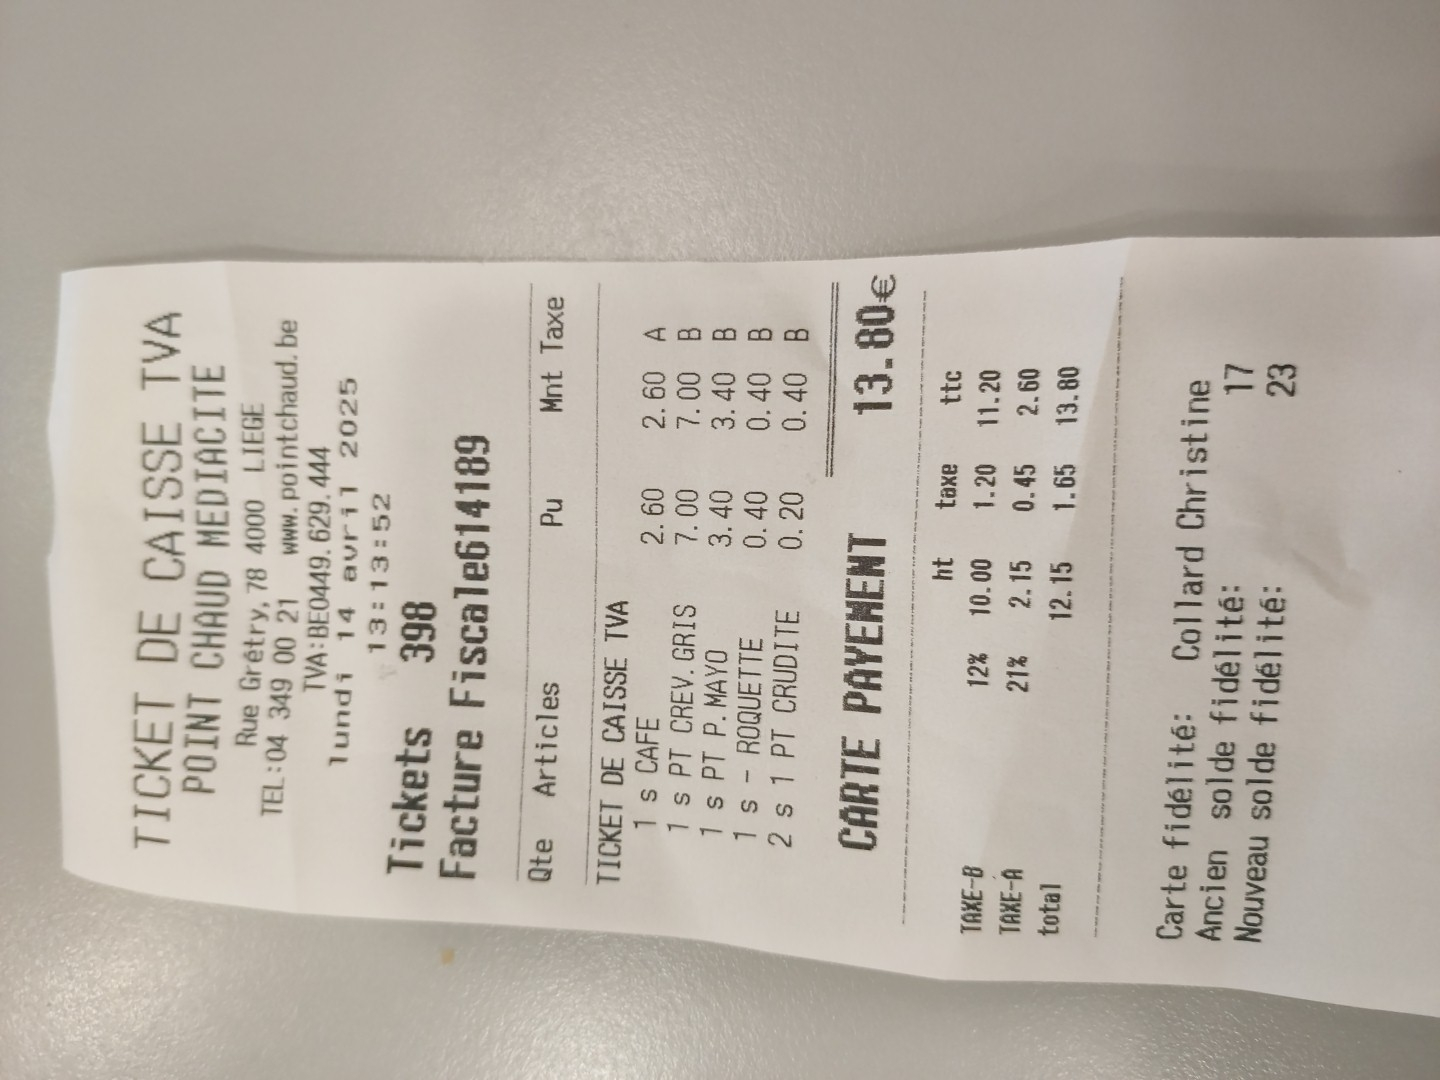 TICKET DE CAISSE TVA
POINT CHAUD MEDIACITE
Rue Grétry, 78 4000 LIEGE
TEL:04 349 00 21 www.pointchaud.be
TVA:BE0449.629.444
lundi 14 avril 2025
13:13:52
Tickets 398
Facture Fiscale614189
Qte Articles Pu Mnt Taxe
TICKET DE CAISSE TVA
1 s CAFE 2.60 2.60 A
1 s PT CREV.GRIS 7.00 7.00 B
1 s PT P.MAYO 3.40 3.40 B
1 s - ROQUETTE 0.40 0.40 B
2 s 1 PT CRUDITE 0.20 0.40 B
CARTE PAYEMENT 13.80€
ht taxe ttc
TAXE-B 12% 10.00 1.20 11.20
TAXE-A 21% 2.15 0.45 2.60
total 12.15 1.65 13.80
Carte fidélité: Collard Christine
Ancien solde fidélité: 17
Nouveau solde fidélité: 23